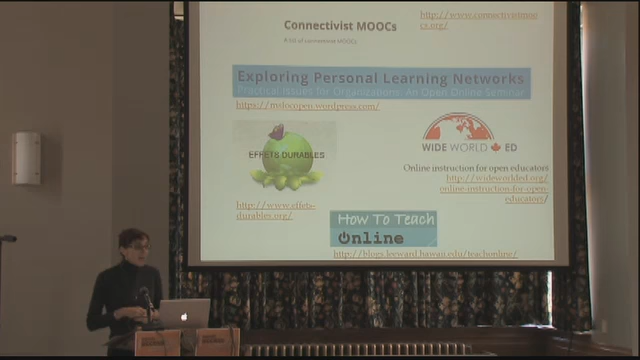 http://www.connectivistmoo
cs.org/
Connectivist MOOCs
A list of connectivist MOOCs
Exploring Personal Learning Networks
Practical Issues for Organizations: An Open Online Seminar
https://myslocopen.wordpress.com/
EFFETS DURABLES
WIDE WORLD ED
Online instruction for open educators
http://wideworlded.org/
online-instruction-for-open-
educators/
http://www.effets-
durables.org/
How To Teach
Online
http://blogs.leeward.hawaii.edu/teachonline/